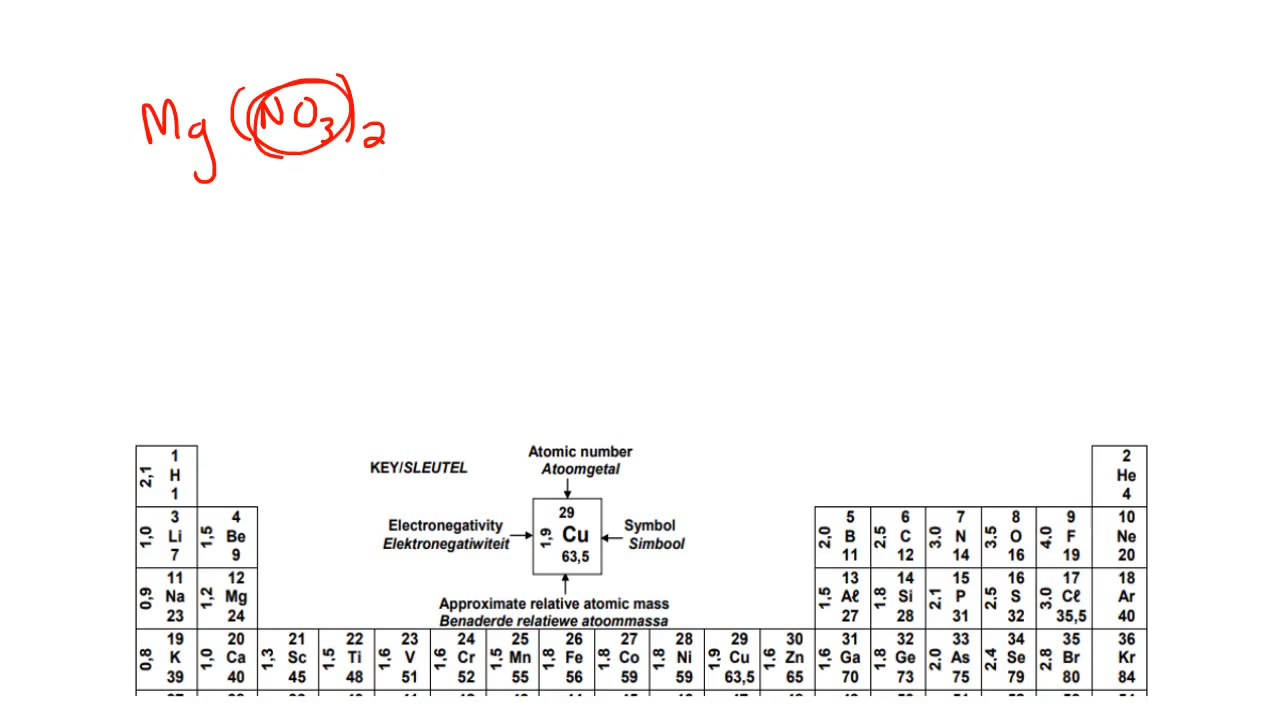 Mg(NO3)2
Atomic number
Atoomgetal
KEY/SLEUTEL
29
1,9 Cu
63,5
Electronegativity
Elektronegatiwiteit
Symbol
Simbool
Approximate relative atomic mass
Benaderde relatiewe atoommassa
1 2
2,1 H He
1 4
3 4 5 6 7 8 9 10
1,0 Li 1,5 Be 2,0 B 2,5 C 3,0 N 3,5 O 4,0 F Ne
7 9 11 12 14 16 19 20
11 12 13 14 15 16 17 18
0,9 Na 1,2 Mg 1,5 Aℓ 1,8 Si 2,1 P 2,5 S 3,0 Cℓ Ar
23 24 27 28 31 32 35,5 40
19 20 21 22 23 24 25 26 27 28 29 30 31 32 33 34 35 36
0,8 K 1,0 Ca 1,3 Sc 1,5 Ti 1,6 V 1,6 Cr 1,5 Mn 1,8 Fe 1,8 Co 1,8 Ni 1,9 Cu 1,6 Zn 1,6 Ga 1,8 Ge 2,0 As 2,4 Se 2,8 Br Kr
39 40 45 48 51 52 55 56 59 59 63,5 65 70 73 75 79 80 84